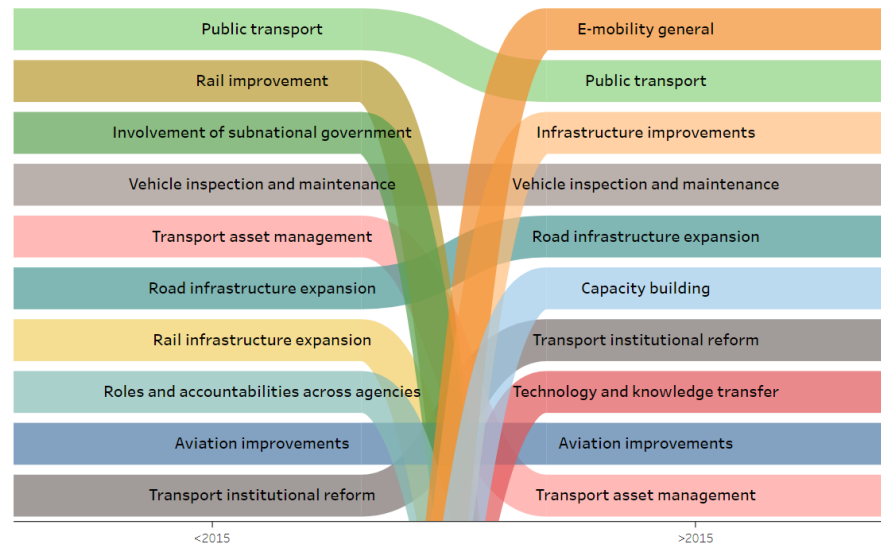 Public transport
E-mobility general
Rail improvement
Public transport
Involvement of subnational government
Infrastructure improvements
Vehicle inspection and maintenance
Vehicle inspection and maintenance
Transport asset management
Road infrastructure expansion
Road infrastructure expansion
Capacity building
Rail infrastructure expansion
Transport institutional reform
Roles and accountabilities across agencies
Technology and knowledge transfer
Aviation improvements
Aviation improvements
Transport institutional reform
Transport asset management
<2015
>2015